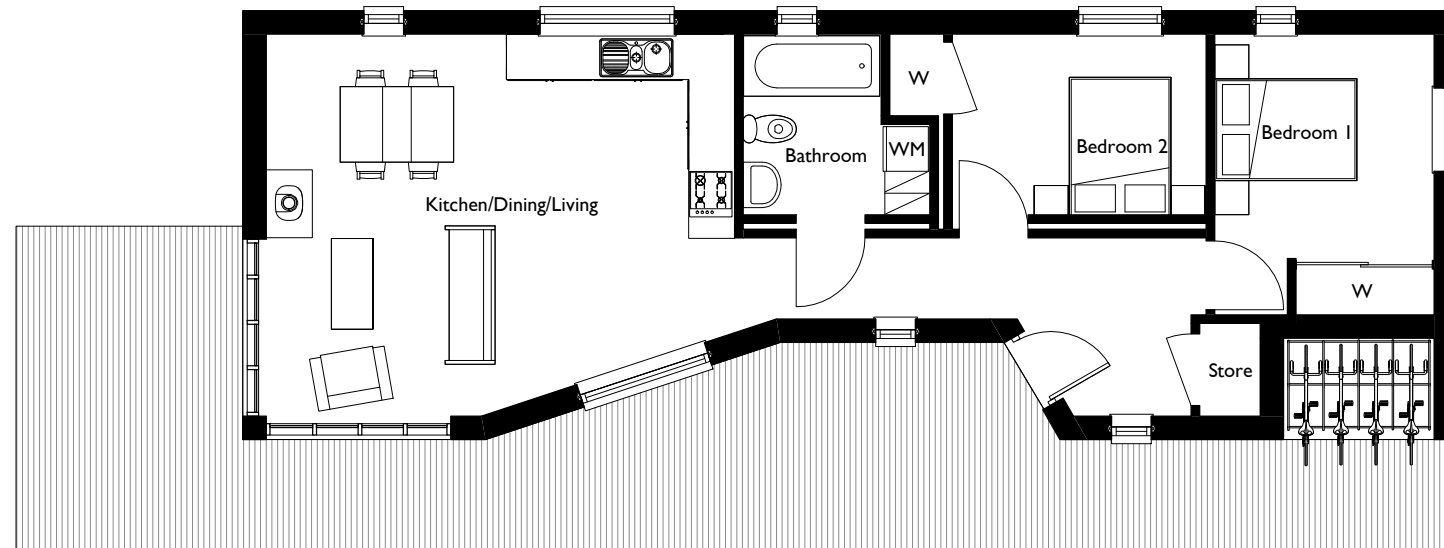 W
Bedroom 1
Bedroom 2
WM
Bathroom
Kitchen/Dining/Living
W
Store